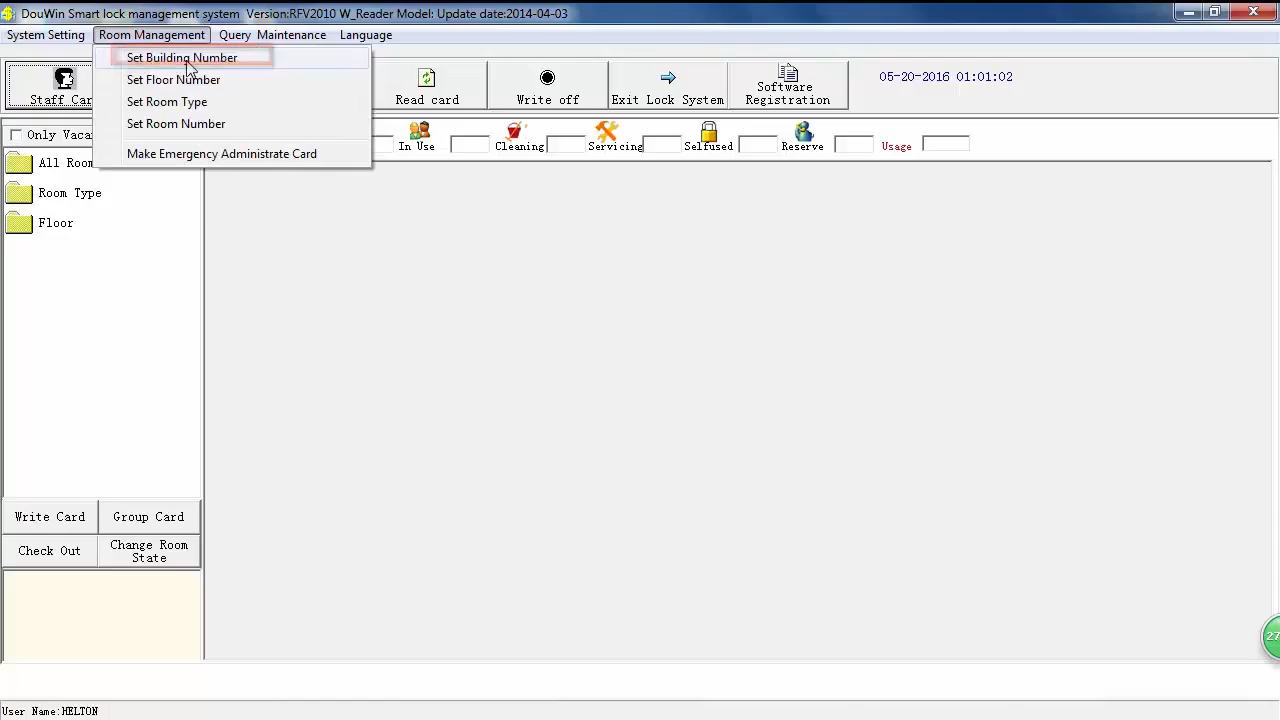 DouWin Smart lock management system Version:RFV2010 W_Reader Model: Update date:2014-04-03
System Setting Room Management Query Maintenance Language
Set Building Number
Set Floor Number
Set Room Type
Set Room Number
Make Emergency Administrate Card
Read card Write off Exit Lock System Software
Registration
05-20-2016 01:01:02
Staff
Only
In Use Cleaning Servicing Selfused Reserve Usage
All
Room Type
Floor
Write Card Group Card
Check Out Change Room
State
27
User Name:HELTON